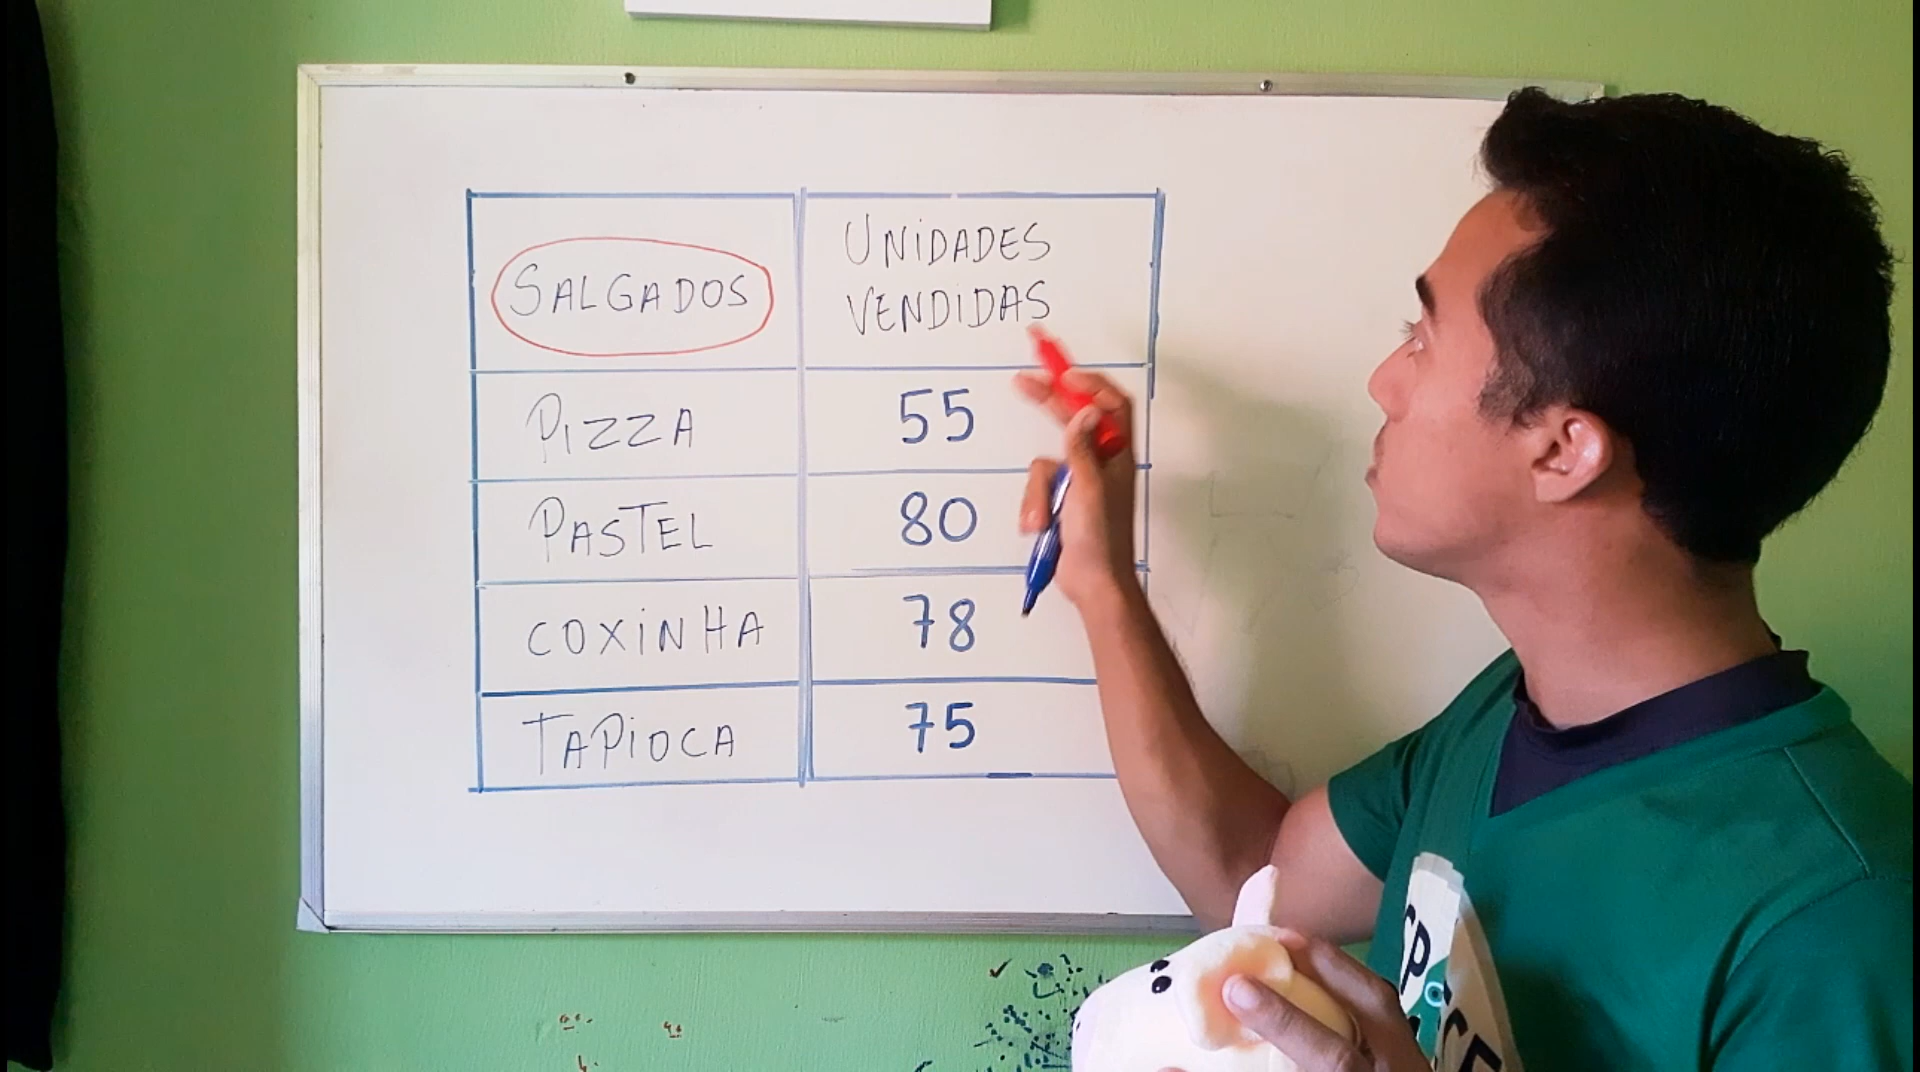 SALGADOS
UNIDADES
VENDIDAS
PIZZA 55
PASTEL 80
COXINHA 78
TAPIOCA 75